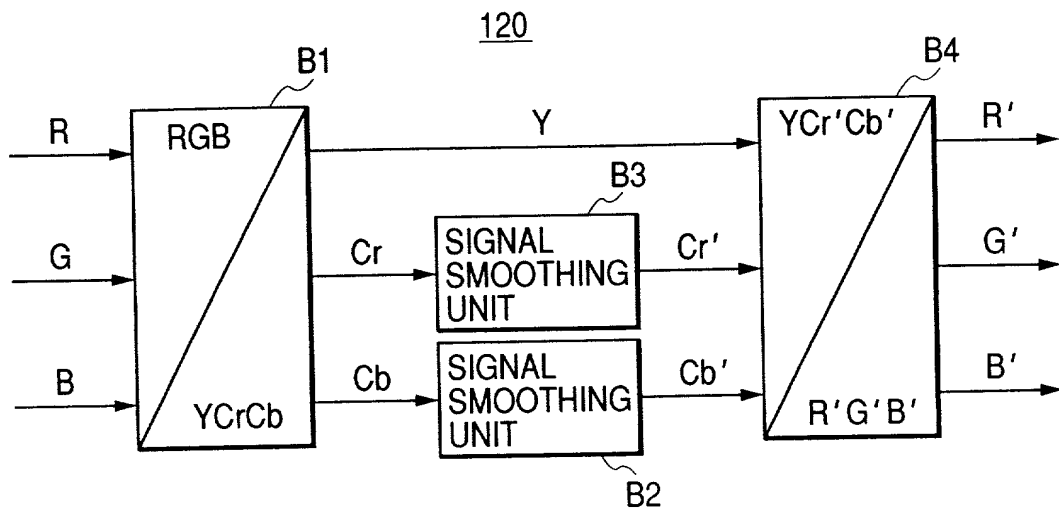 120
B1
B4
R
RGB
Y
YCr'Cb'
R'
B3
G
Cr
SIGNAL
SMOOTHING
UNIT
Cr'
G'
B
YCrCb
Cb
SIGNAL
SMOOTHING
UNIT
Cb'
R'G'B'
B'
B2